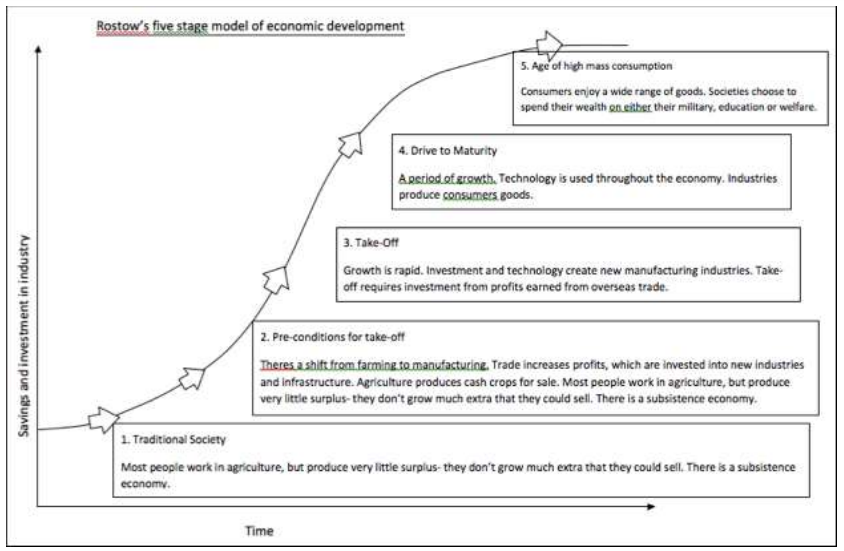 Rostow's five stage model of economic development
5. Age of high mass consumption
Consumers enjoy a wide range of goods. Societies choose to
spend their wealth on either their military, education or welfare.
4. Drive to Maturity
A period of growth. Technology is used throughout the economy. Industries
produce consumers goods.
3. Take-Off
Growth is rapid. Investment and technology create new manufacturing industries. Take-
off requires investment from profits earned from overseas trade.
2. Pre-conditions for take-off
Theres a shift from farming to manufacturing. Trade increases profits, which are invested into new industries
and infrastructure. Agriculture produces cash crops for sale. Most people work in agriculture, but produce
very little surplus- they don't grow much extra that they could sell. There is a subsistence economy.
1. Traditional Society
Most people work in agriculture, but produce very little surplus- they don't grow much extra that they could sell. There is a subsistence
economy.
Savings and investment in industry
Time